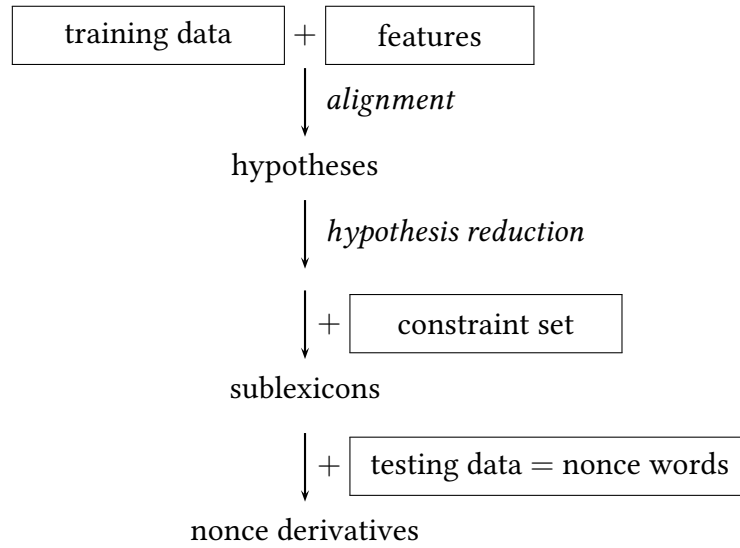 training data + features
alignment
hypotheses
hypothesis reduction
+ constraint set
sublexicons
+ testing data = nonce words
nonce derivatives